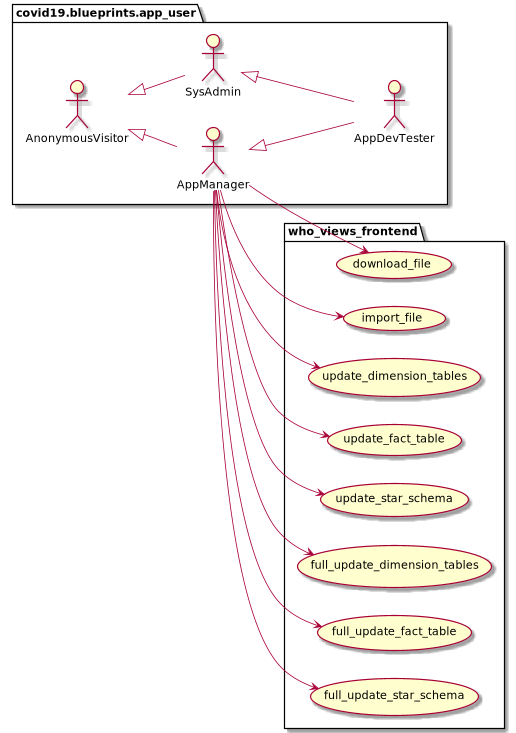 covid19.blueprints.app_user
SysAdmin
AnonymousVisitor
AppDevTester
AppManager
who_views_frontend
download_file
import_file
update_dimension_tables
update_fact_table
update_star_schema
full_update_dimension_tables
full_update_fact_table
full_update_star_schema